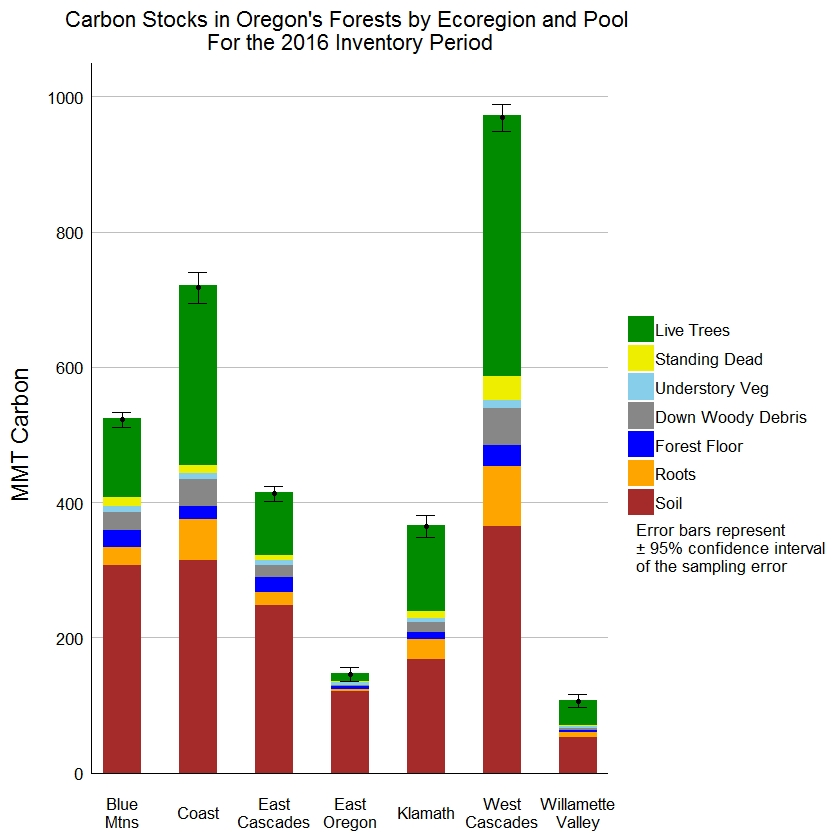 Carbon Stocks in Oregon's Forests by Ecoregion and Pool
For the 2016 Inventory Period
MMT Carbon
1000
800
600
400
200
0
Blue
Mtns
Coast
East
Cascades
East
Oregon
Klamath
West
Cascades
Willamette
Valley
Live Trees
Standing Dead
Understory Veg
Down Woody Debris
Forest Floor
Roots
Soil
Error bars represent
± 95% confidence interval
of the sampling error